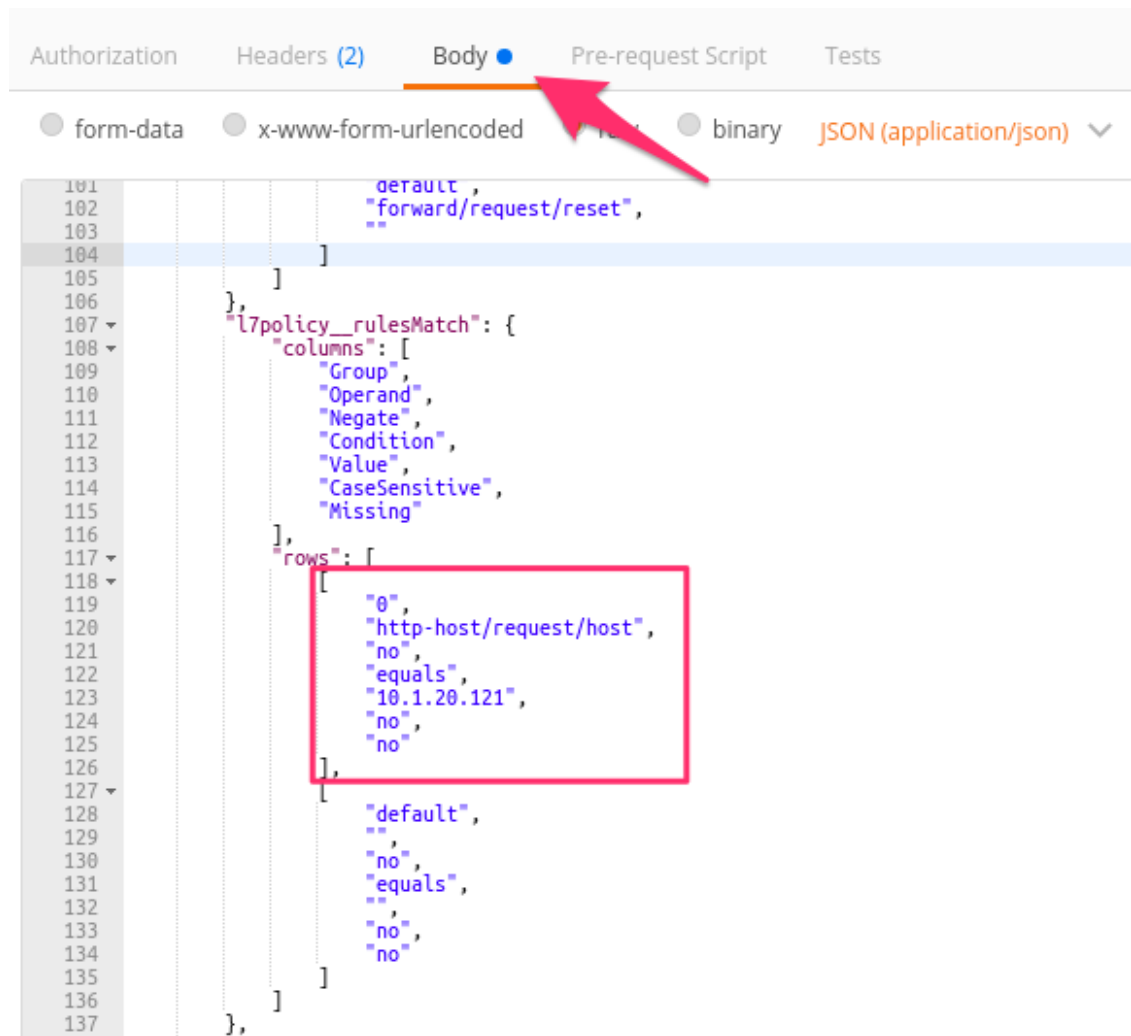 Authorization Headers (2) Body Pre-request Script Tests
form-data x-www-form-urlencoded binary JSON (application/json)
101 default",
102 "forward/request/reset",
103 ""
104 ]
105 ]
106 },
107 "l7policy__rulesMatch": {
108 "columns": [
109 "Group",
110 "Operand",
111 "Negate",
112 "Condition",
113 "Value",
114 "CaseSensitive",
115 "Missing"
116 ],
117 "rows": [
118 [
119 "0",
120 "http-host/request/host",
121 "no",
122 "equals",
123 "10.1.20.121",
124 "no",
125 "no"
126 ],
127 [
128 "default",
129 "",
130 "no",
131 "equals",
132 "",
133 "no",
134 "no"
135 ]
136 ]
137 },